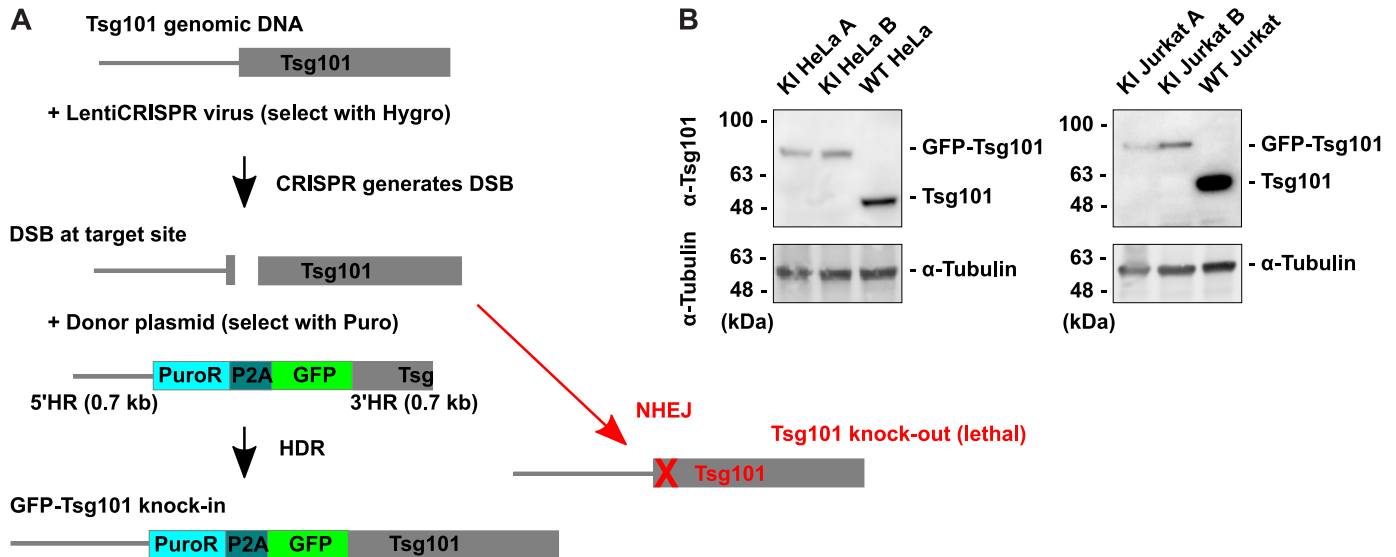 A
Tsg101 genomic DNA
Tsg101
+ LentiCRISPR virus (select with Hygro)
CRISPR generates DSB
DSB at target site
Tsg101
+ Donor plasmid (select with Puro)
PuroR P2A GFP Tsg
5'HR (0.7 kb) 3'HR (0.7 kb)
HDR
NHEJ
Tsg101 knock-out (lethal)
X Tsg101
GFP-Tsg101 knock-in
PuroR P2A GFP Tsg101
B
KI HeLa A
KI HeLa B
WT HeLa
α-Tsg101
100 -
63 -
48 -
- GFP-Tsg101
- Tsg101
α-Tubulin
63 -
48 -
- α-Tubulin
(kDa)
KI Jurkat A
KI Jurkat B
WT Jurkat
100 -
63 -
48 -
- GFP-Tsg101
- Tsg101
63 -
48 -
- α-Tubulin
(kDa)